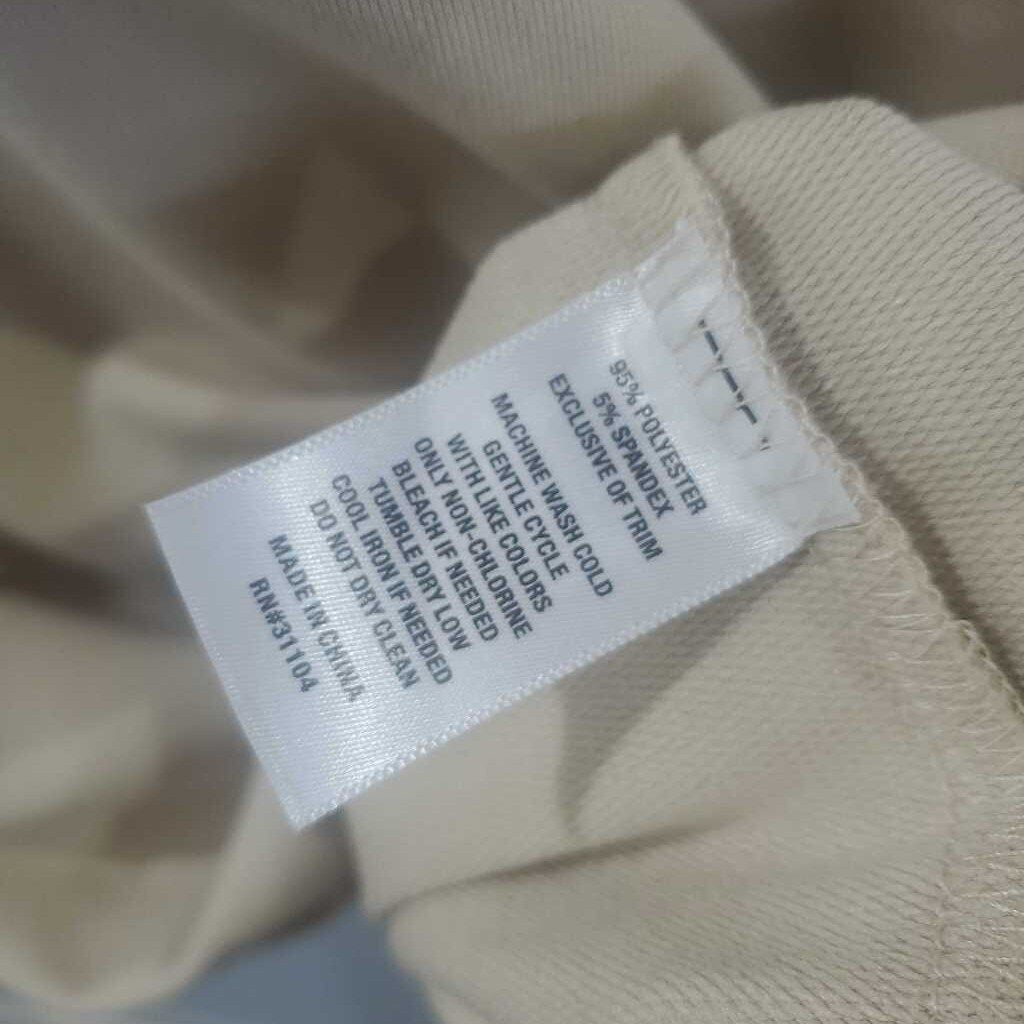 95% POLYESTER
5% SPANDEX
EXCLUSIVE OF TRIM
MACHINE WASH COLD
GENTLE CYCLE
WITH LIKE COLORS
ONLY NON-CHLORINE
BLEACH IF NEEDED
TUMBLE DRY LOW
COOL IRON IF NEEDED
DO NOT DRY CLEAN
MADE IN CHINA
RN#31104